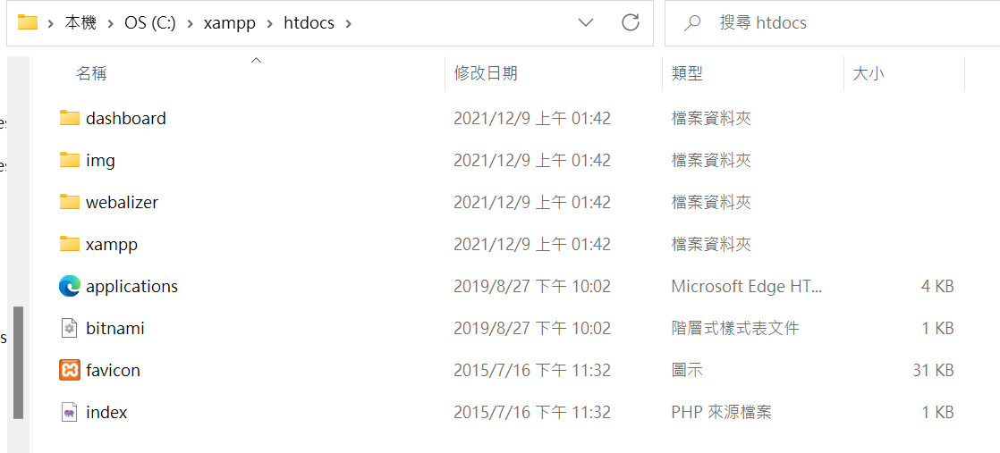 本機 > OS (C:) > xampp > htdocs >
搜尋 htdocs
名稱 修改日期 類型 大小
dashboard 2021/12/9 上午 01:42 檔案資料夾
img 2021/12/9 上午 01:42 檔案資料夾
webalizer 2021/12/9 上午 01:42 檔案資料夾
xampp 2021/12/9 上午 01:42 檔案資料夾
applications 2019/8/27 下午 10:02 Microsoft Edge HT... 4 KB
bitnami 2019/8/27 下午 10:02 階層式樣式表文件 1 KB
favicon 2015/7/16 下午 11:32 圖示 31 KB
index 2015/7/16 下午 11:32 PHP 來源檔案 1 KB